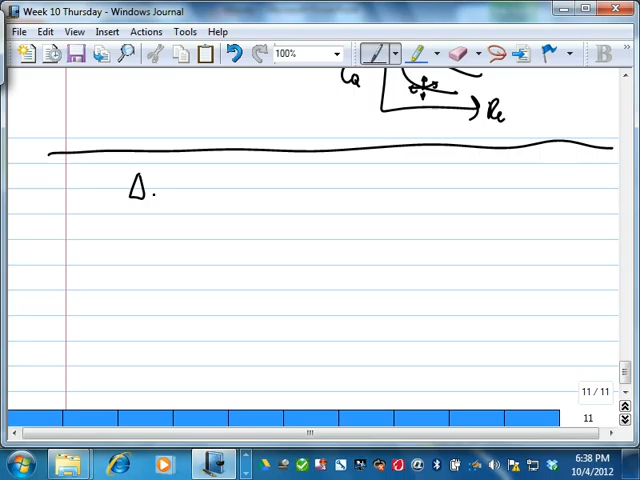 Week 10 Thursday - Windows Journal
File Edit View Insert Actions Tools Help
100%
B
Re
Δ.
11 / 11
11
6:38 PM
10/4/2012